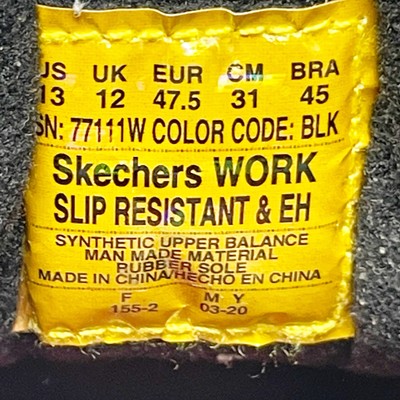 US UK EUR CM BRA
13 12 47.5 31 45
SN: 77111W COLOR CODE: BLK
Skechers WORK
SLIP RESISTANT & EH
SYNTHETIC UPPER BALANCE
MAN MADE MATERIAL
RUBBER SOLE
MADE IN CHINA/HECHO EN CHINA
F M Y
155-2 03-20